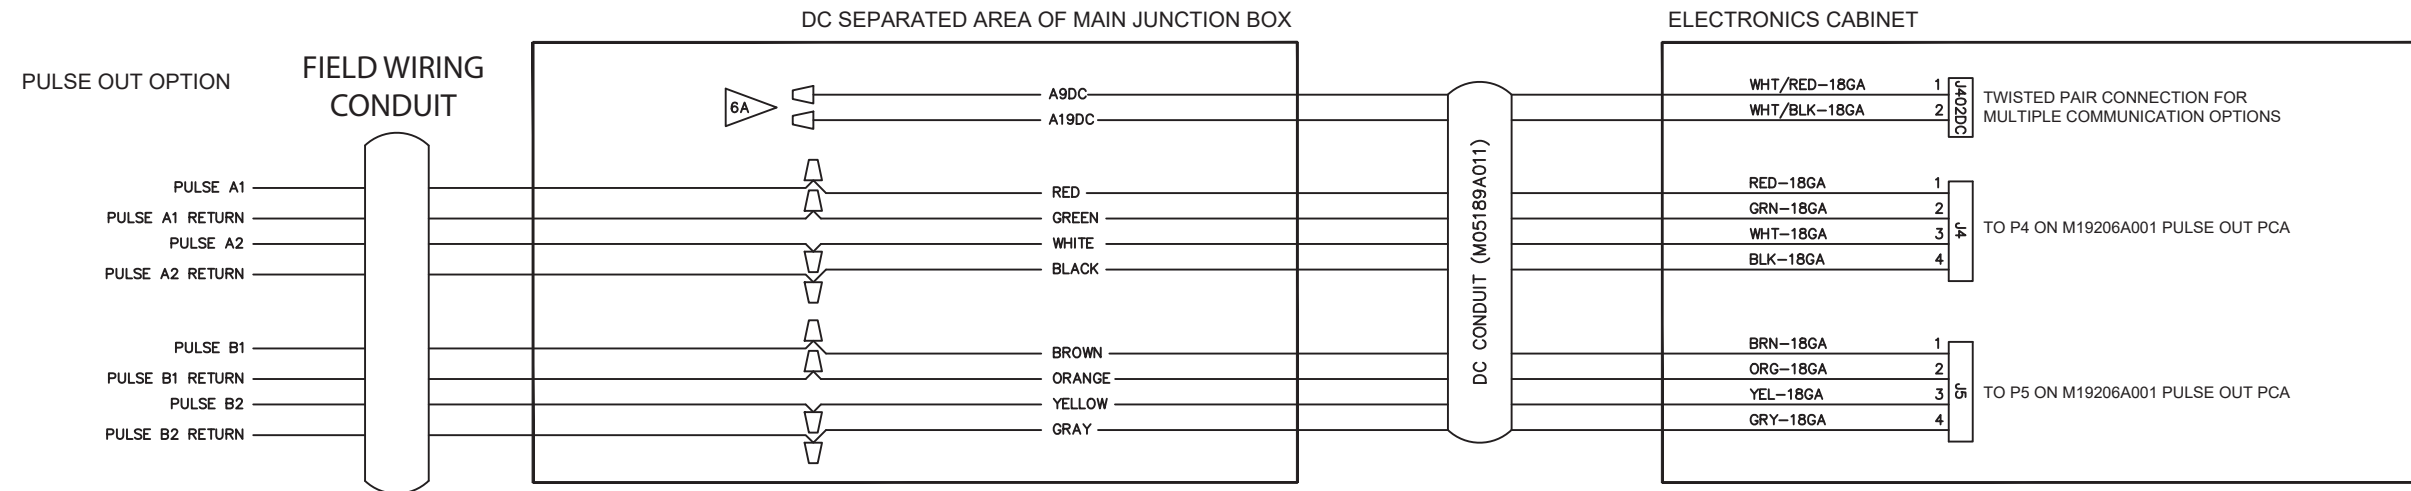 DC SEPARATED AREA OF MAIN JUNCTION BOX
ELECTRONICS CABINET
PULSE OUT OPTION
FIELD WIRING
CONDUIT
6A
A9DC
A19DC
WHT/RED-18GA 1
WHT/BLK-18GA 2
J402DC
TWISTED PAIR CONNECTION FOR
MULTIPLE COMMUNICATION OPTIONS
DC CONDUIT (M05189A011)
PULSE A1
RED
RED-18GA 1
PULSE A1 RETURN
GREEN
GRN-18GA 2
PULSE A2
WHITE
WHT-18GA 3
PULSE A2 RETURN
BLACK
BLK-18GA 4
J4
TO P4 ON M19206A001 PULSE OUT PCA
PULSE B1
BROWN
BRN-18GA 1
PULSE B1 RETURN
ORANGE
ORG-18GA 2
PULSE B2
YELLOW
YEL-18GA 3
PULSE B2 RETURN
GRAY
GRY-18GA 4
J5
TO P5 ON M19206A001 PULSE OUT PCA